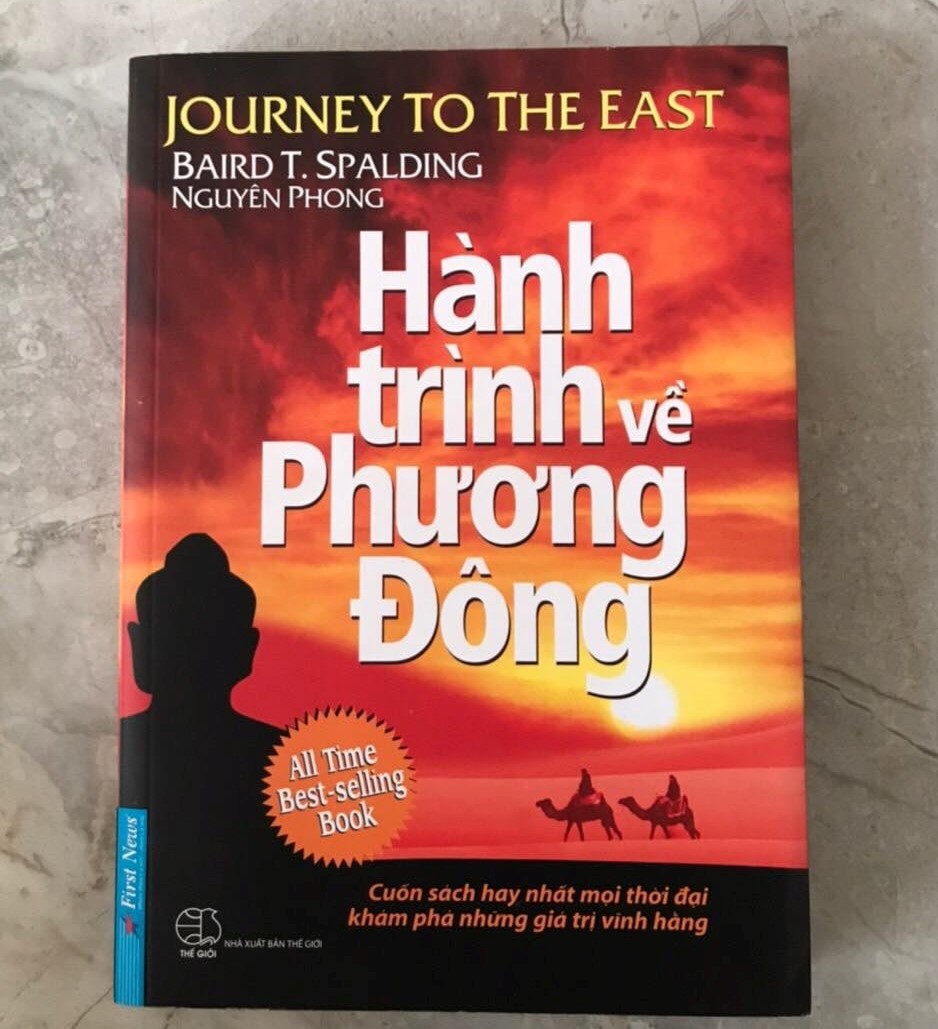 JOURNEY TO THE EAST
BAIRD T. SPALDING
NGUYÊN PHONG
Hành
trình về
Phương
Đông
All Time
Best-selling
Book
Cuốn sách hay nhất mọi thời đại
khám phá những giá trị vĩnh hằng
First News
THẾ GIỚI
NHÀ XUẤT BẢN THẾ GIỚI